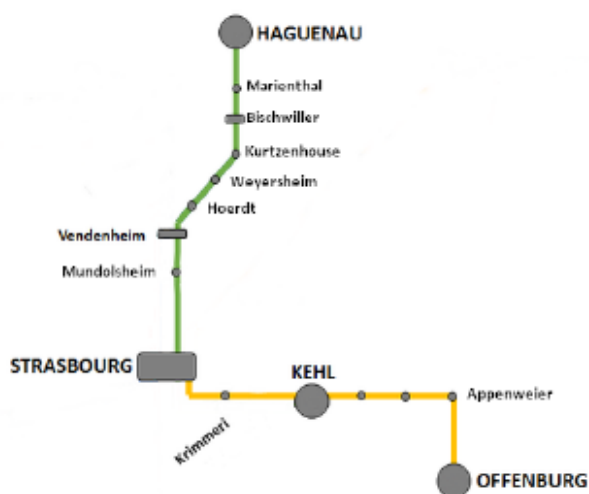 HAGUENAU
Marienthal
Bischwiller
Kurtzenhouse
Weyersheim
Hoerdt
Vendenheim
Mundolsheim
STRASBOURG
KEHL
Krimmeri
Appenweier
OFFENBURG